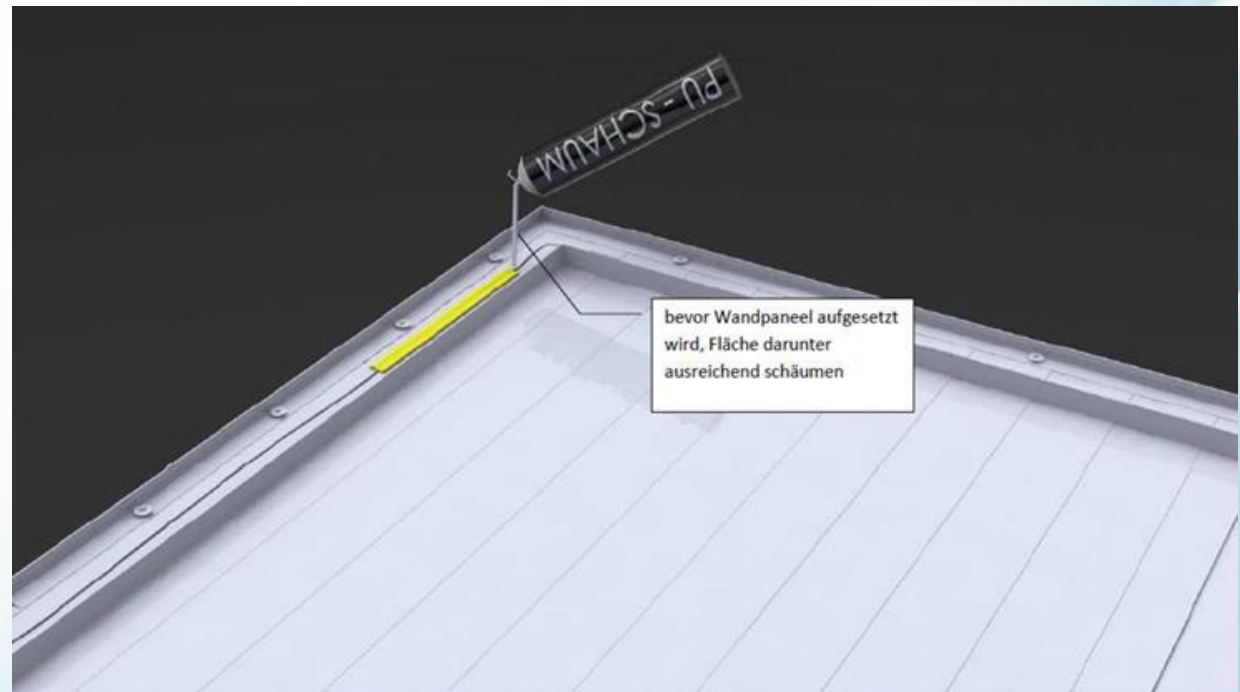 PU - SCHAUM
bevor Wandpaneel aufgesetzt
wird, Fläche darunter
ausreichend schäumen